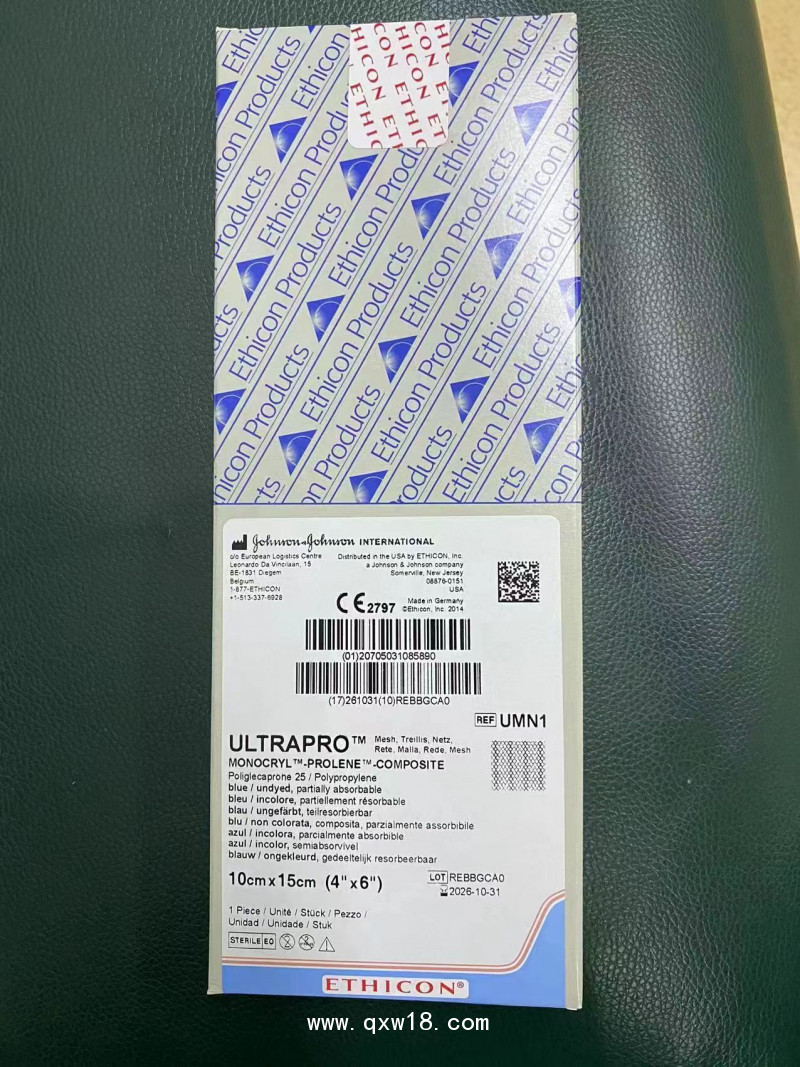 ETHICON
Ethicon Products
Johnson & Johnson INTERNATIONAL
c/o European Logistics Centre
Leonardo Da Vincilaan, 15
BE-1831 Diegem
Belgium
1-877-ETHICON
+1-513-337-6928
Distributed in the USA by ETHICON, Inc.
a Johnson & Johnson company
Somerville, New Jersey
08876-0151
USA
Made in Germany
©Ethicon, Inc. 2014
CE 2797
(01)20705031085890
(17)261031(10)REBBGCA0
REF UMN1
ULTRAPRO™ Mesh, Treillis, Netz,
Rete, Malla, Rede, Mesh
MONOCRYL™-PROLENE™-COMPOSITE
Poliglecaprone 25 / Polypropylene
blue / undyed, partially absorbable
bleu / incolore, partiellement résorbable
blau / ungefärbt, teilresorbierbar
blu / non colorata, composita, parzialmente assorbibile
azul / incolora, parcialmente absorbible
azul / incolor, semiabsorvível
blauw / ongekleurd, gedeeltelijk resorbeerbaar
10cm x 15cm (4" x 6")
LOT REBBGCA0
2026-10-31
1 Piece / Unité / Stück / Pezzo /
Unidad / Unidade / Stuk
STERILE EO
ETHICON®
www.qxw18.com